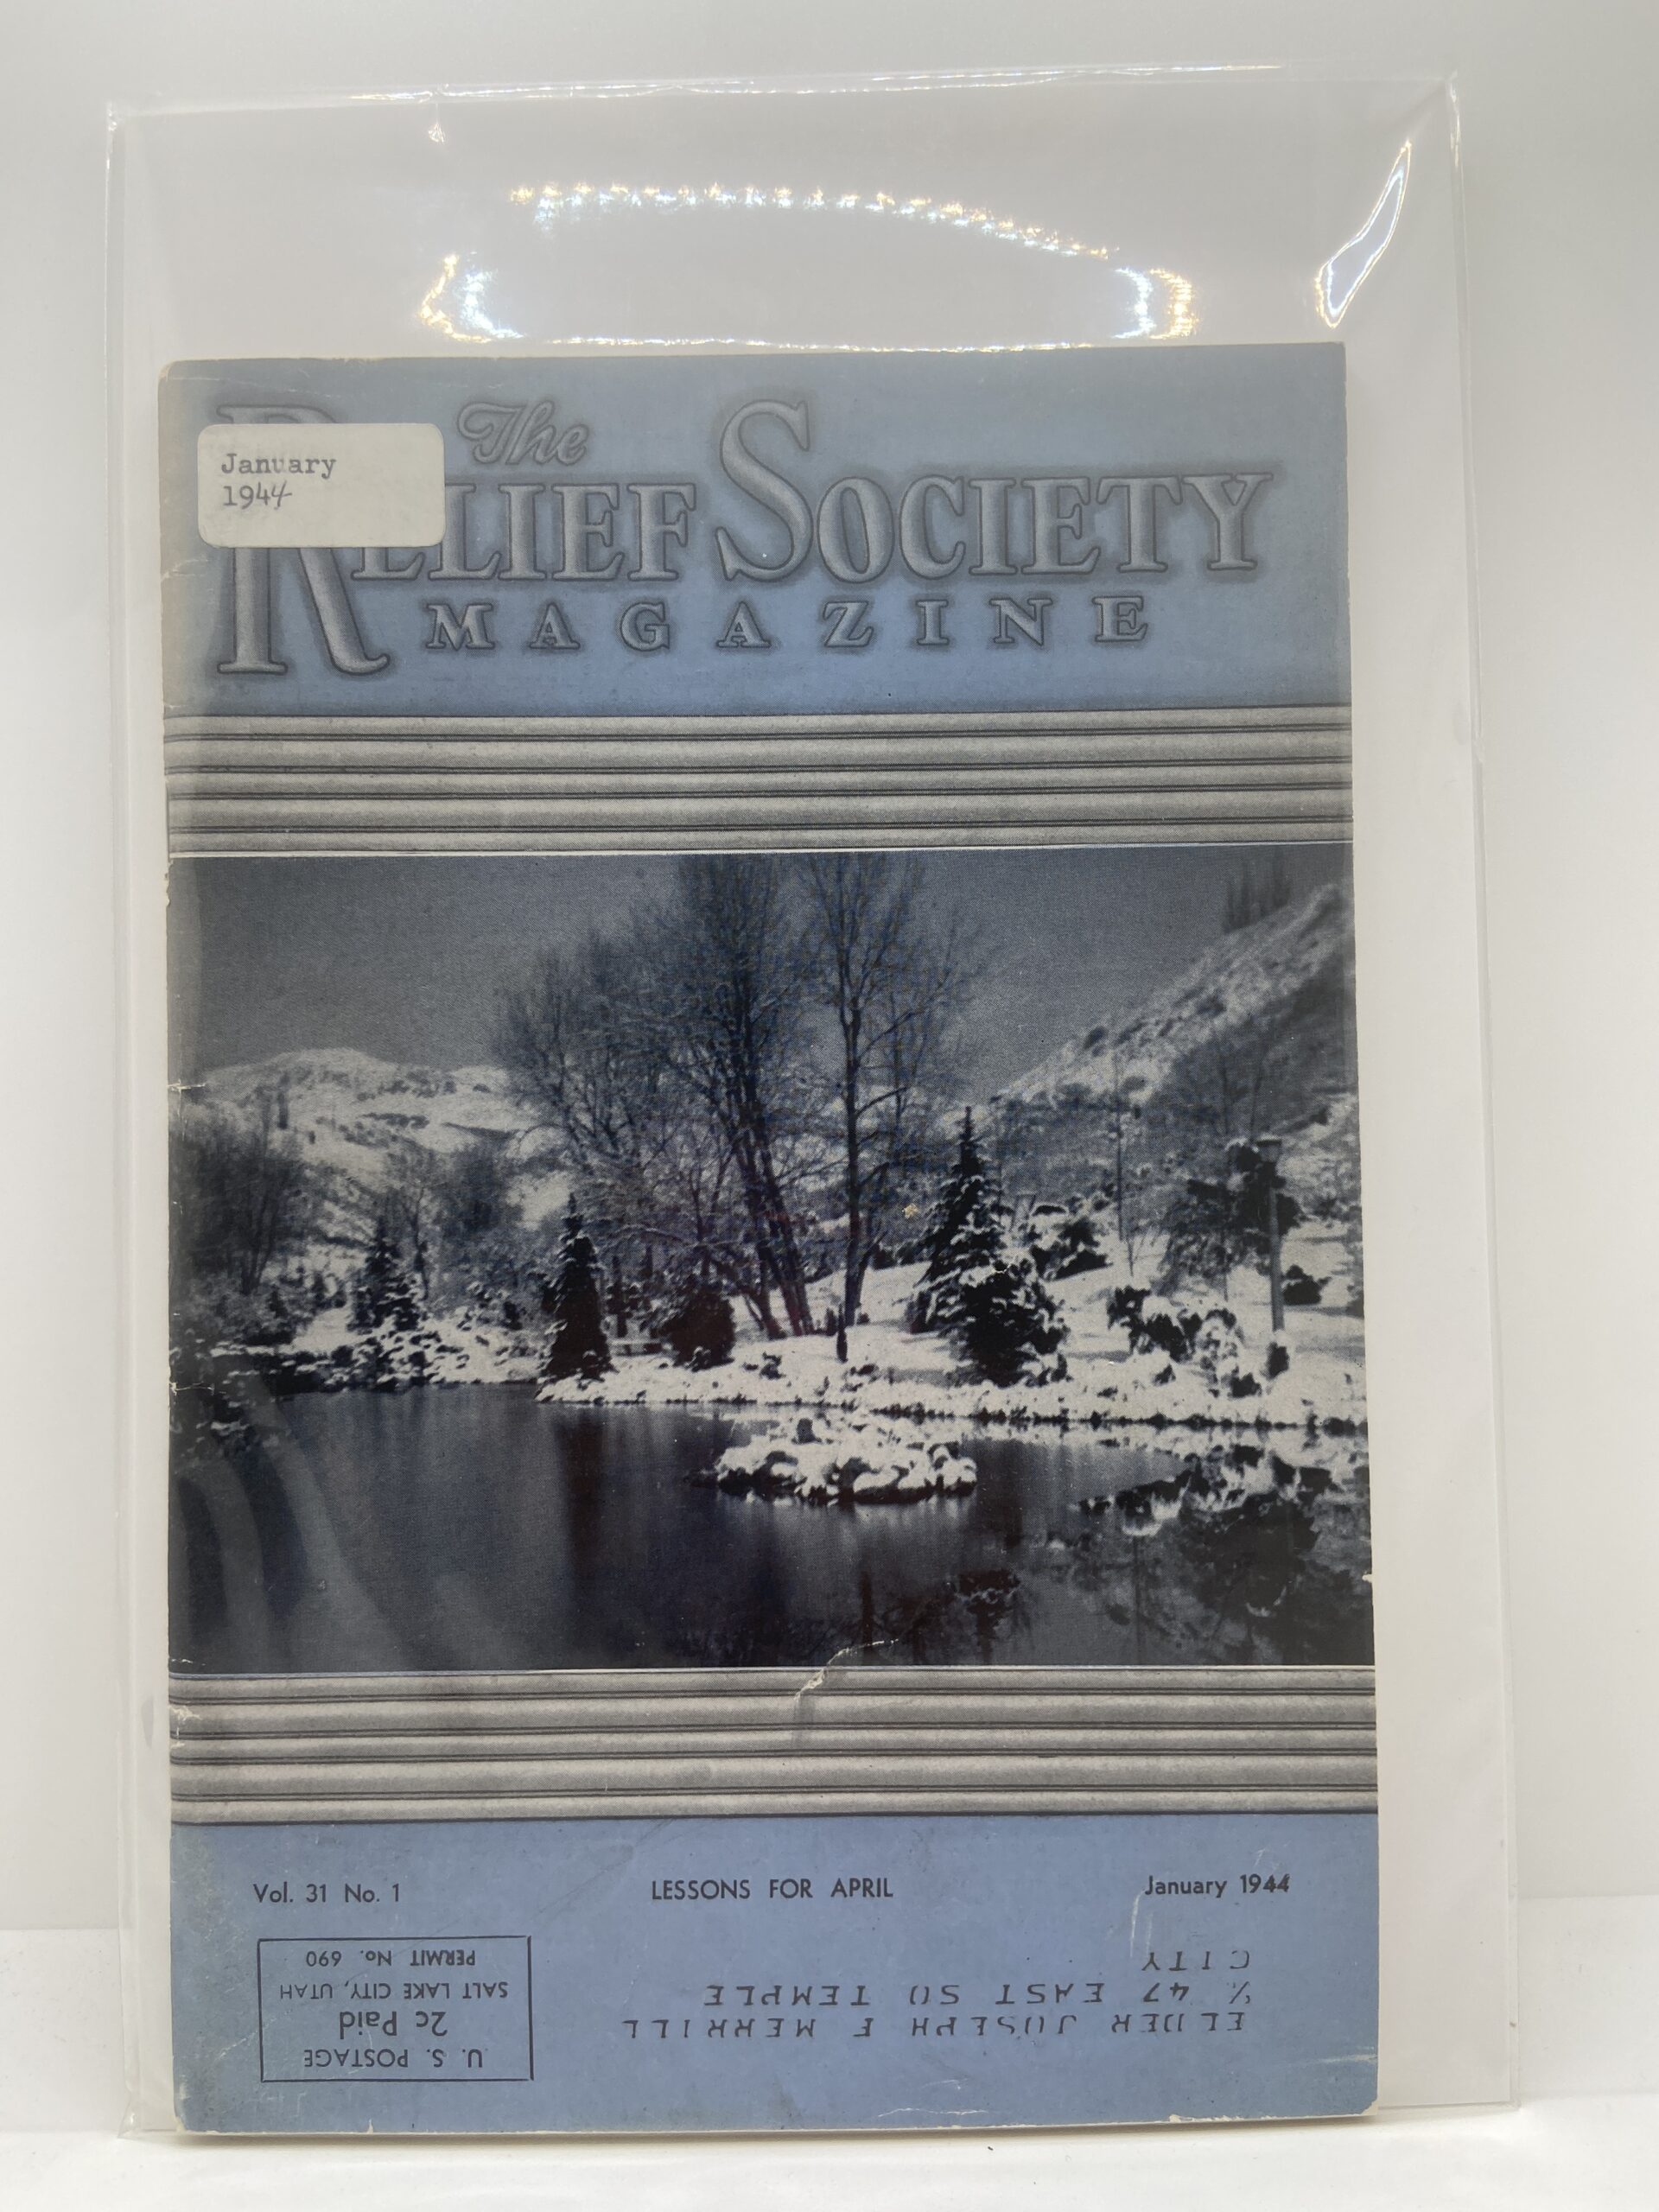 January
1944
The
RELIEF SOCIETY
MAGAZINE
Vol. 31 No. 1 LESSONS FOR APRIL January 1944
U. S. POSTAGE
2c Paid
SALT LAKE CITY, UTAH
PERMIT No. 690
ELDER JOSEPH F MERRILL
% 47 EAST SO TEMPLE
CITY